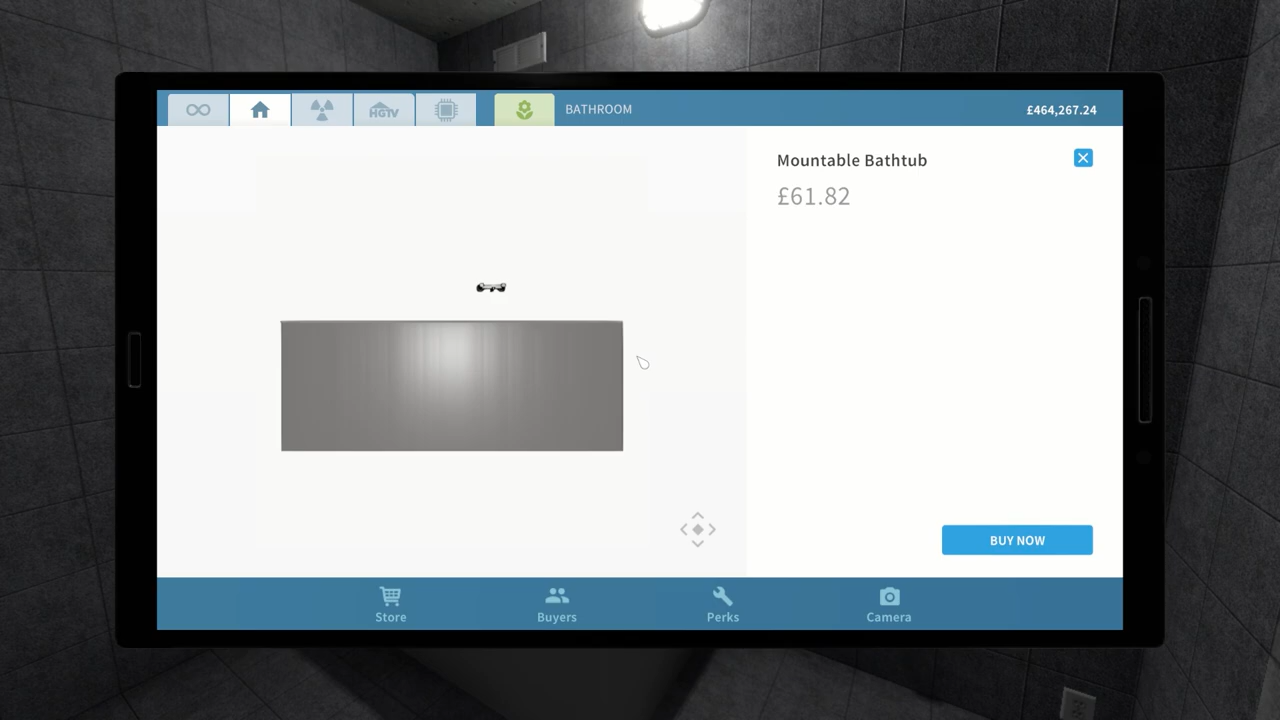 HGTV
BATHROOM
£464,267.24
Mountable Bathtub
£61.82
BUY NOW
Store
Buyers
Perks
Camera